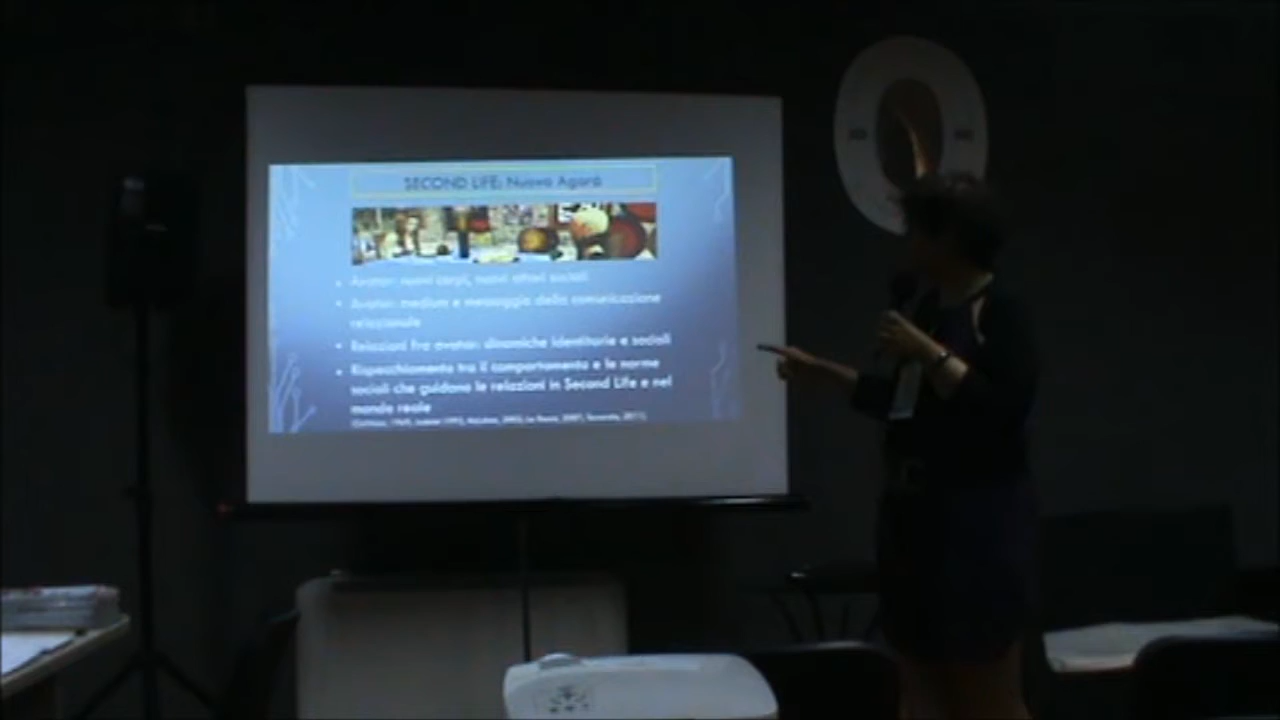 SECOND LIFE: Nuova Agorà
• Avatar: nuovi corpi, nuovi attori sociali
• Avatar: medium e messaggio della comunicazione
relazionale
• Relazioni fra avatar: dinamiche identitarie e sociali
• Rispecchiamento tra il comportamento e le norme
sociali che guidano le relazioni in Second Life e nel
mondo reale